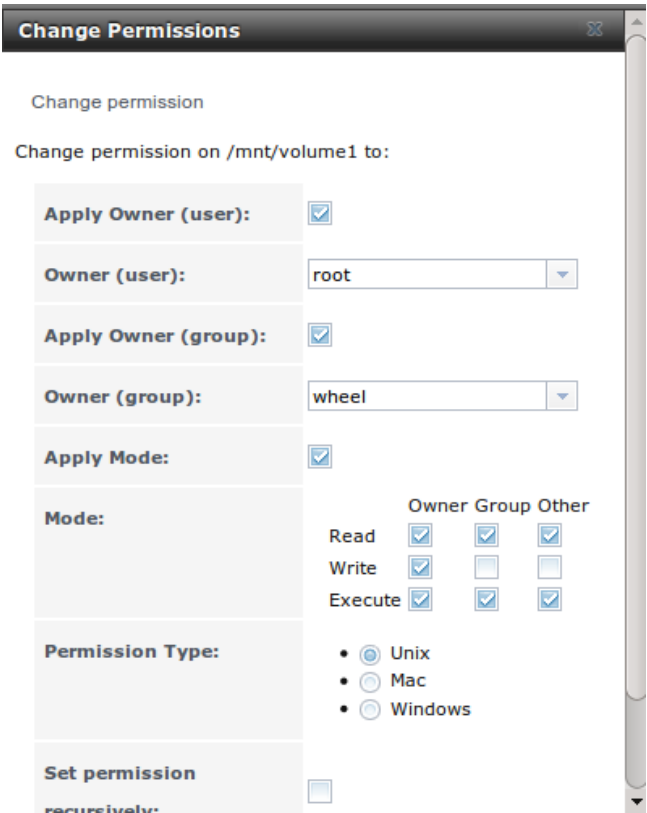 Change Permissions
Change permission
Change permission on /mnt/volume1 to:
Apply Owner (user):
Owner (user):
root
Apply Owner (group):
Owner (group):
wheel
Apply Mode:
Mode:
Owner Group Other
Read
Write
Execute
Permission Type:
Unix
Mac
Windows
Set permission
recursively: